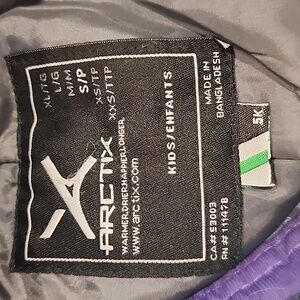 XL/TG
L/G
M/M
S/P
XS/TP
XXS/TTP
ARCTIX
WARMER.DRIER.HAPPIER.LONGER.
www.arctix.com
KIDS/ENFANTS
MADE IN
BANGLADESH
CA# 53003
RN# 111478
5K